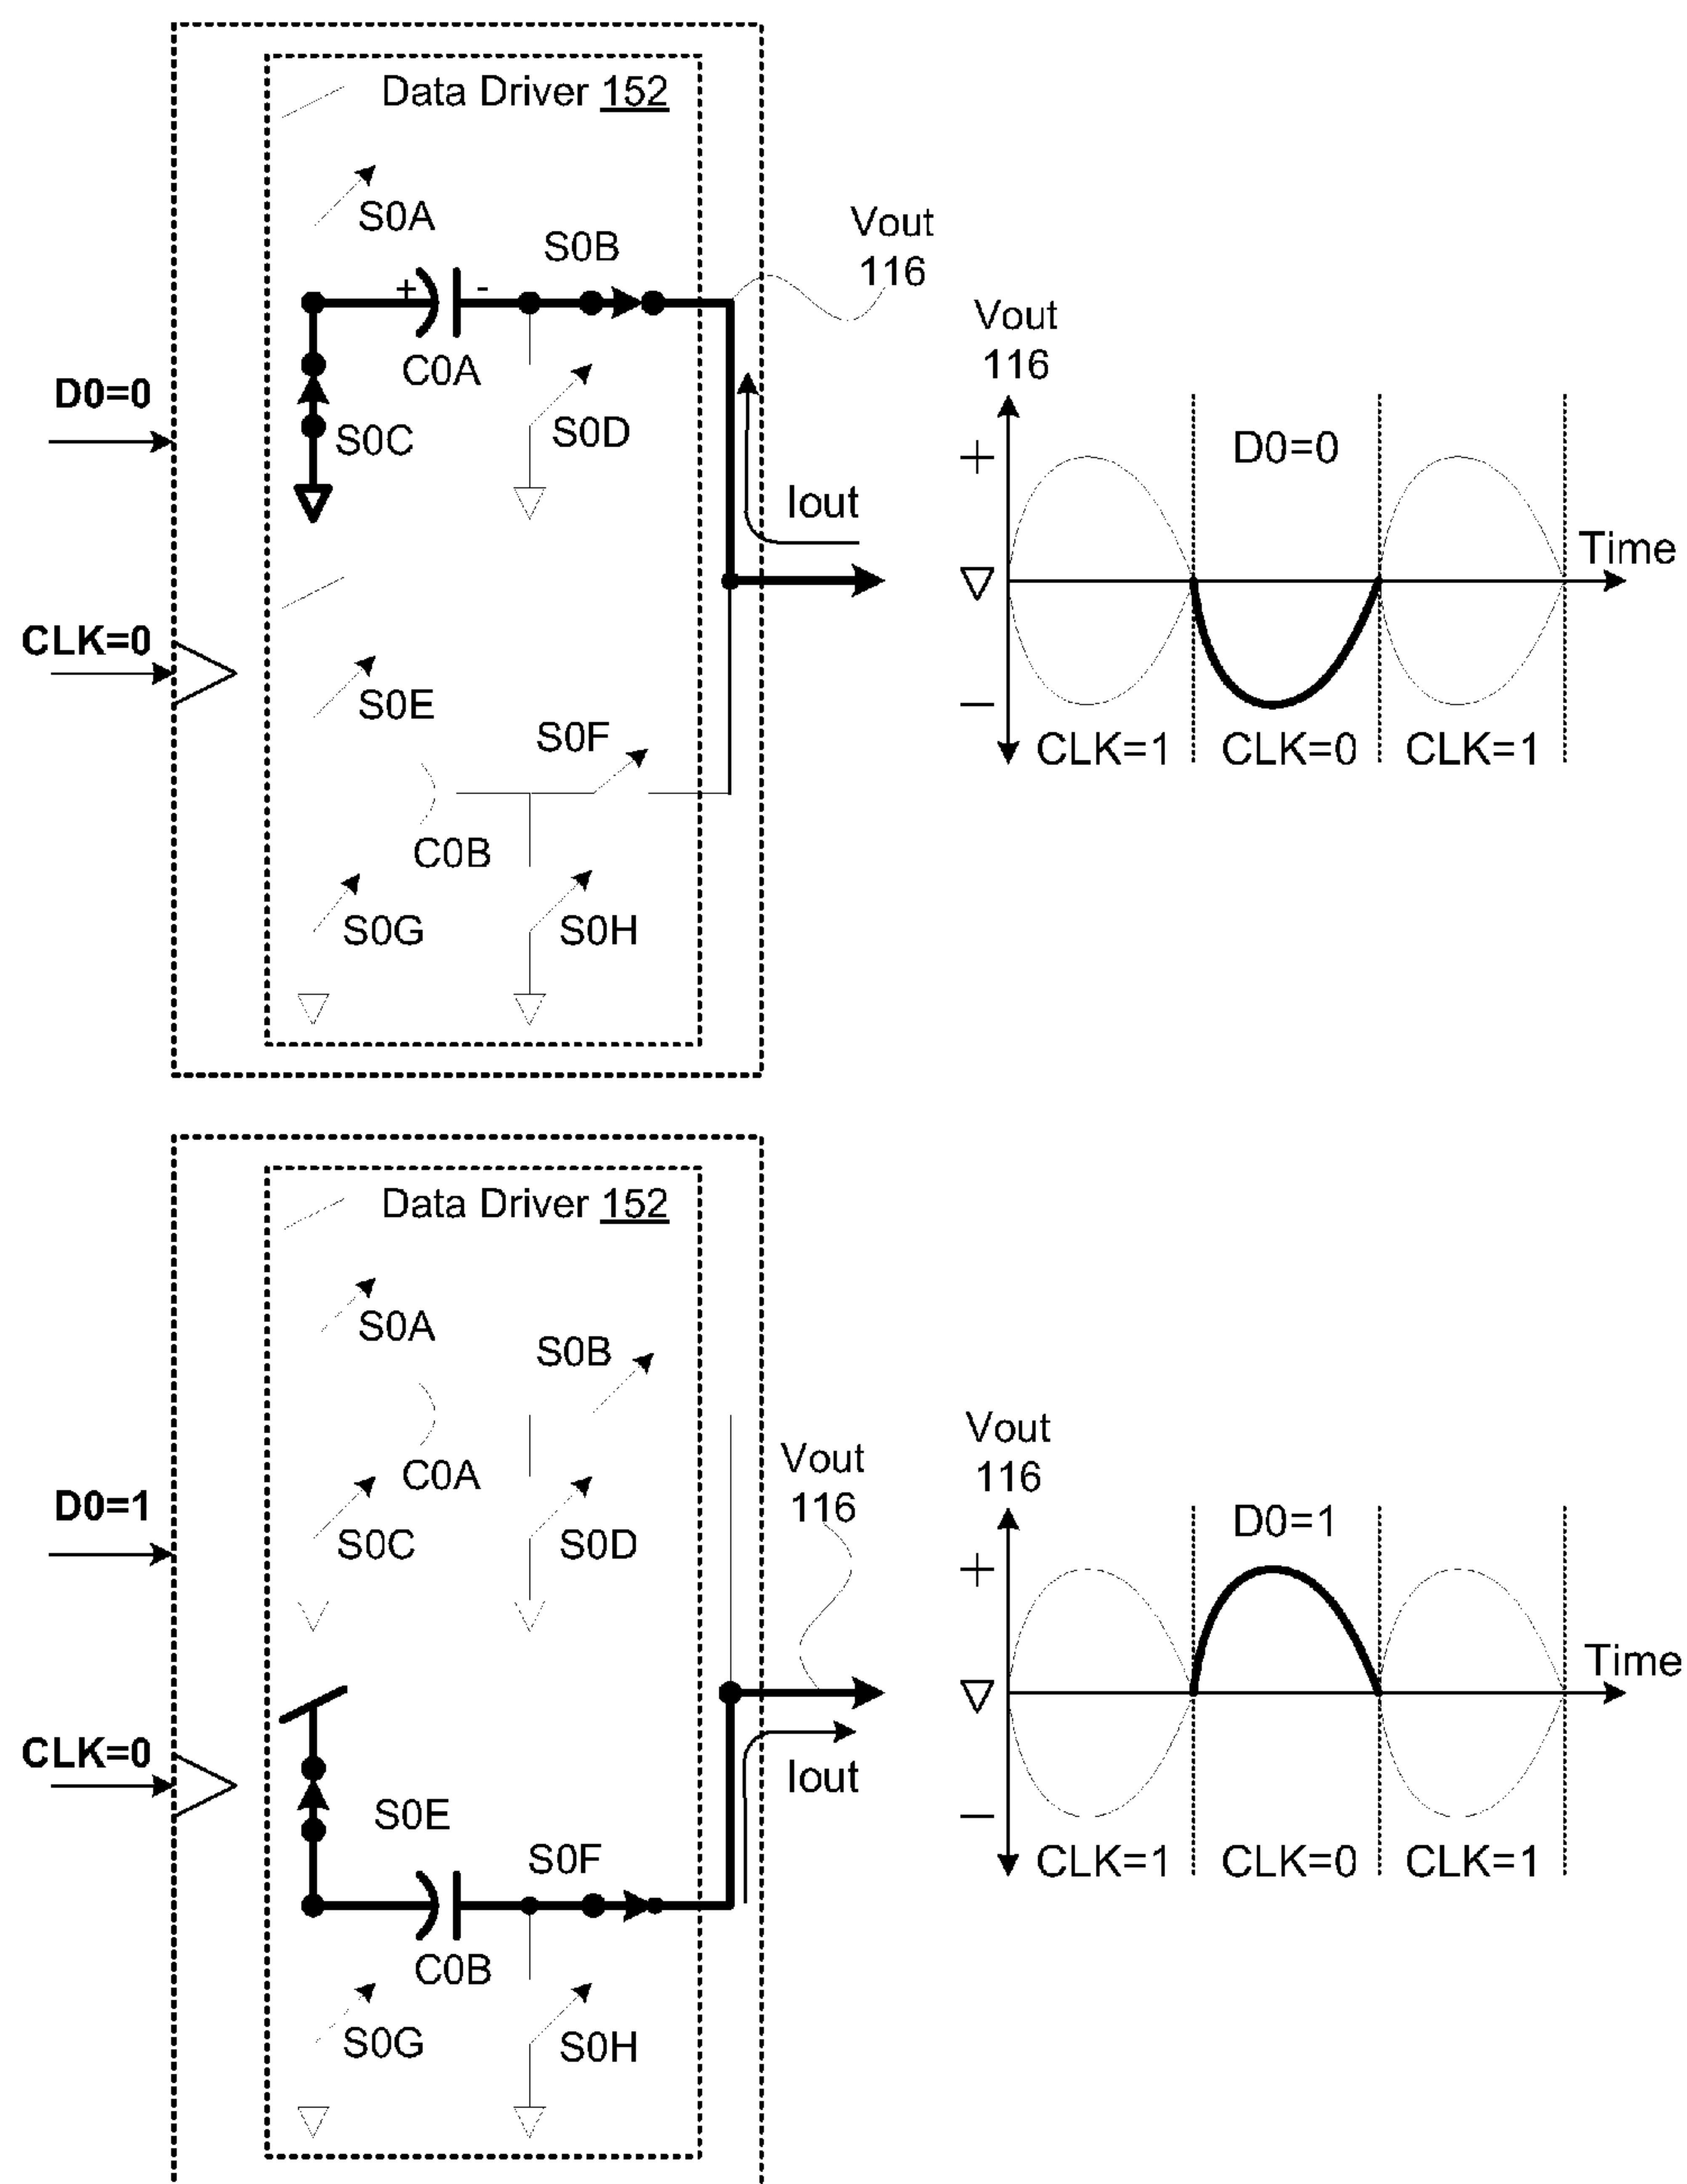 Data Driver 152
S0A
S0B
Vout
116
+ -
C0A
D0=0
S0C
S0D
Iout
CLK=0
S0E
S0F
C0B
S0G
S0H
Vout
116
+
D0=0
Time
−
CLK=1 CLK=0 CLK=1
Data Driver 152
S0A
S0B
C0A
Vout
116
D0=1
S0C
S0D
CLK=0
Iout
S0E
S0F
C0B
S0G
S0H
Vout
116
D0=1
+
Time
−
CLK=1 CLK=0 CLK=1